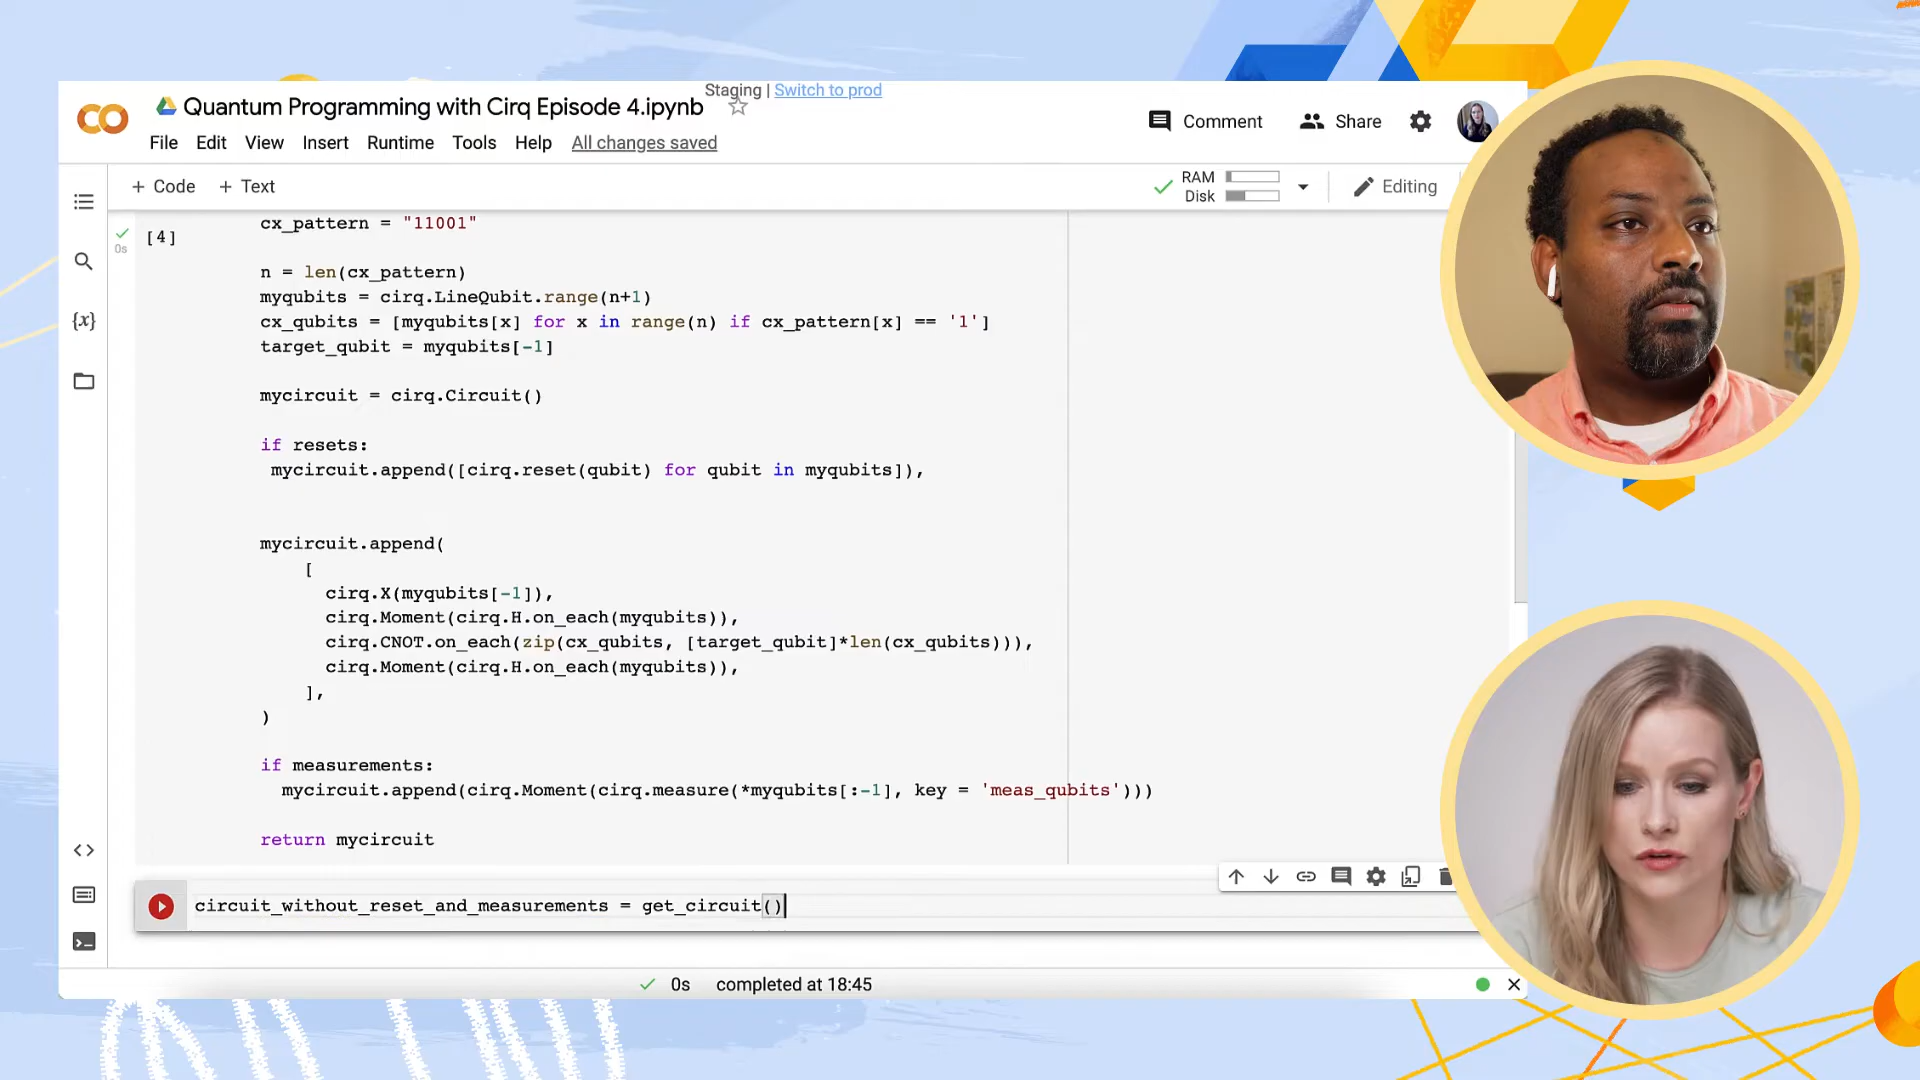 Staging | Switch to prod
Quantum Programming with Cirq Episode 4.ipynb
Comment
Share
File Edit View Insert Runtime Tools Help All changes saved
+ Code + Text
RAM
Disk
Editing
0s
[4]
cx_pattern = "11001"
n = len(cx_pattern)
myqubits = cirq.LineQubit.range(n+1)
cx_qubits = [myqubits[x] for x in range(n) if cx_pattern[x] == '1']
target_qubit = myqubits[-1]
mycircuit = cirq.Circuit()
if resets:
mycircuit.append([cirq.reset(qubit) for qubit in myqubits]),
mycircuit.append(
[
cirq.X(myqubits[-1]),
cirq.Moment(cirq.H.on_each(myqubits)),
cirq.CNOT.on_each(zip(cx_qubits, [target_qubit]*len(cx_qubits))),
cirq.Moment(cirq.H.on_each(myqubits)),
],
)
if measurements:
mycircuit.append(cirq.Moment(cirq.measure(*myqubits[:-1], key = 'meas_qubits')))
return mycircuit
circuit_without_reset_and_measurements = get_circuit()
0s completed at 18:45